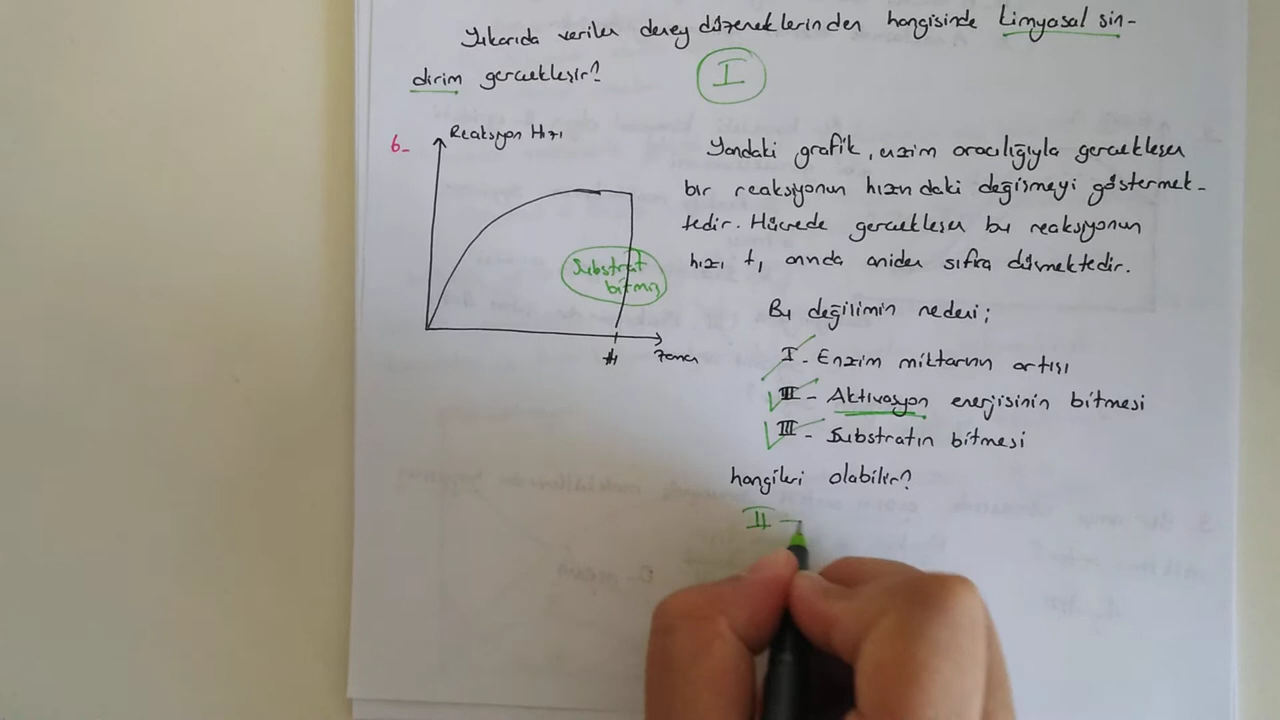 Yukarıda verilen deney düzeneklerinden hangisinde kimyasal sin-
dirim gerçekleşir?
I
6-
Reaksiyon Hızı
Substrat
bitmiş
t1
zaman
Yandaki grafik, enzim aracılığıyla gerçekleşen
bir reaksiyonun hızındaki değişmeyi göstermek-
tedir. Hücrede gerçekleşen bu reaksiyonun
hızı t1 anında aniden sıfıra düşmektedir.
Bu değişimin nedeni;
I - Enzim miktarının artışı
II - Aktivasyon enerjisinin bitmesi
III - Substratın bitmesi
hangileri olabilir?
II -